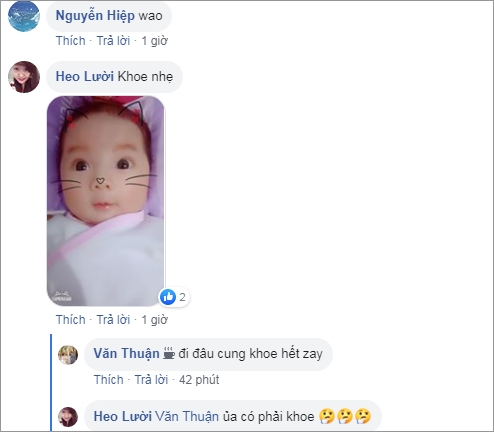 Nguyễn Hiệp wao
Thích · Trả lời · 1 giờ
Heo Lười Khoe nhẹ
2
Thích · Trả lời · 1 giờ
Văn Thuận ☕ đi đâu cung khoe hết zay
Thích · Trả lời · 42 phút
Heo Lười Văn Thuận ủa có phải khoe 🤔🤔🤔